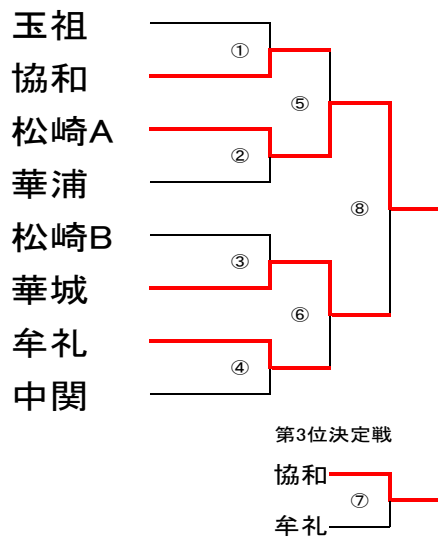 玉祖
①
協和
⑤
松崎A
②
華浦
⑧
松崎B
③
華城
⑥
牟礼
④
中関
第3位決定戦
協和
⑦
牟礼